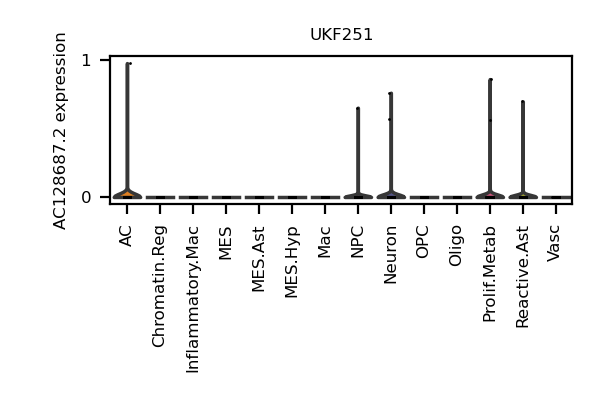 UKF251
AC128687.2 expression
1
0
AC
Chromatin.Reg
Inflammatory.Mac
MES
MES.Ast
MES.Hyp
Mac
NPC
Neuron
OPC
Oligo
Prolif.Metab
Reactive.Ast
Vasc